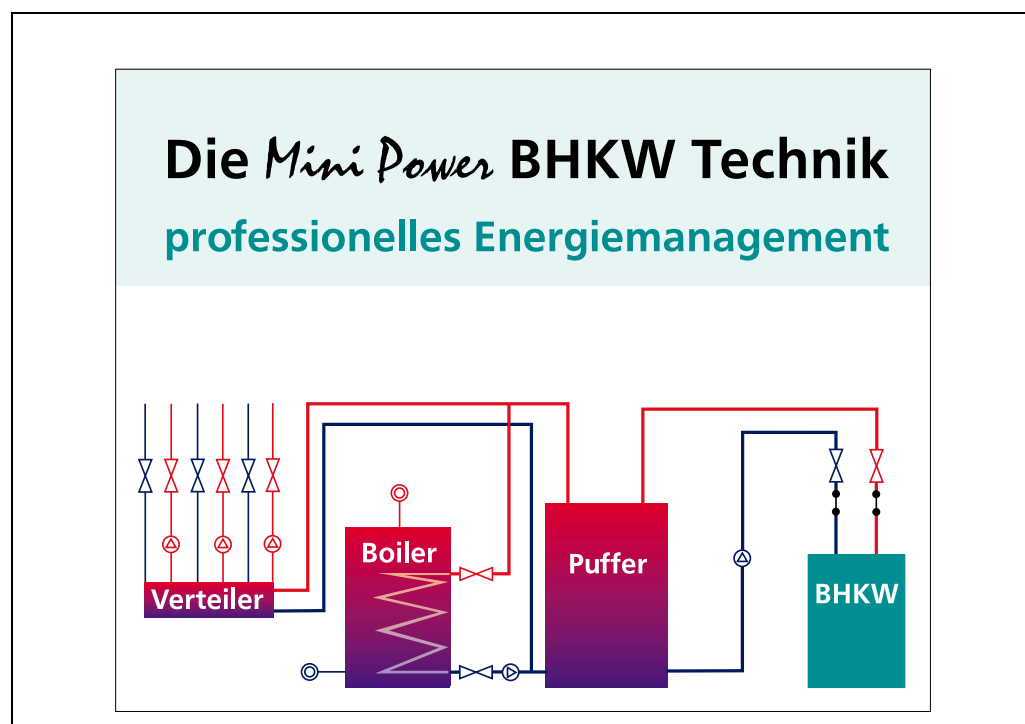 Die Mini Power BHKW Technik
professionelles Energiemanagement
Boiler
Puffer
BHKW
Verteiler